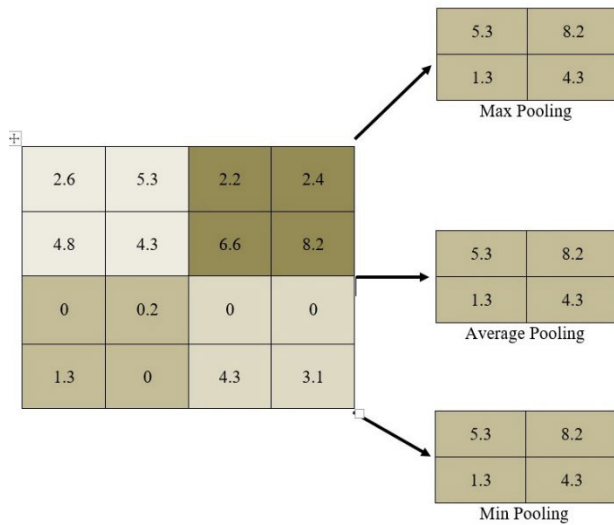 5.3 8.2
1.3 4.3
Max Pooling
2.6 5.3 2.2 2.4
4.8 4.3 6.6 8.2
0 0.2 0 0
1.3 0 4.3 3.1
5.3 8.2
1.3 4.3
Average Pooling
5.3 8.2
1.3 4.3
Min Pooling